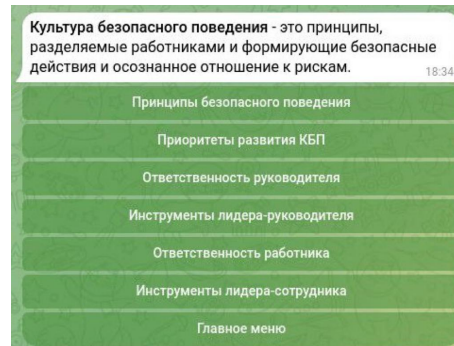 Культура безопасного поведения - это принципы,
разделяемые работниками и формирующие безопасные
действия и осознанное отношение к рискам.
18:34
Принципы безопасного поведения
Приоритеты развития КБП
Ответственность руководителя
Инструменты лидера-руководителя
Ответственность работника
Инструменты лидера-сотрудника
Главное меню